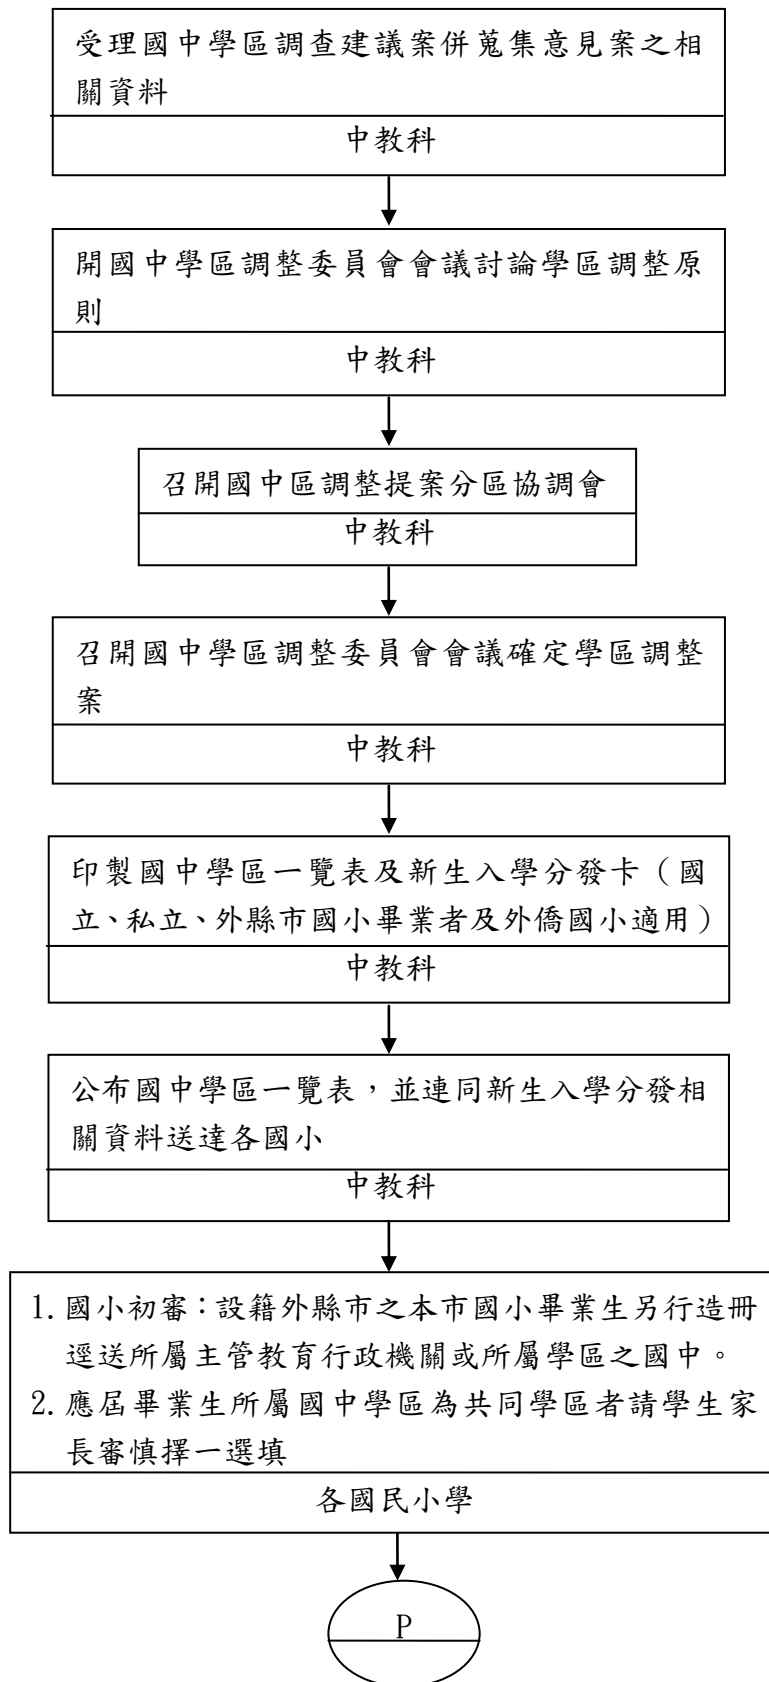 受理國中學區調查建議案併蒐集意見案之相
關資料
中教科
開國中學區調整委員會會議討論學區調整原
則
中教科
召開國中區調整提案分區協調會
中教科
召開國中學區調整委員會會議確定學區調整
案
中教科
印製國中學區一覽表及新生入學分發卡（國
立、私立、外縣市國小畢業者及外僑國小適用）
中教科
公布國中學區一覽表，並連同新生入學分發相
關資料送達各國小
中教科
1. 國小初審：設籍外縣市之本市國小畢業生另行造冊
逕送所屬主管教育行政機關或所屬學區之國中。
2. 應屆畢業生所屬國中學區為共同學區者請學生家
長審慎擇一選填
各國民小學
P